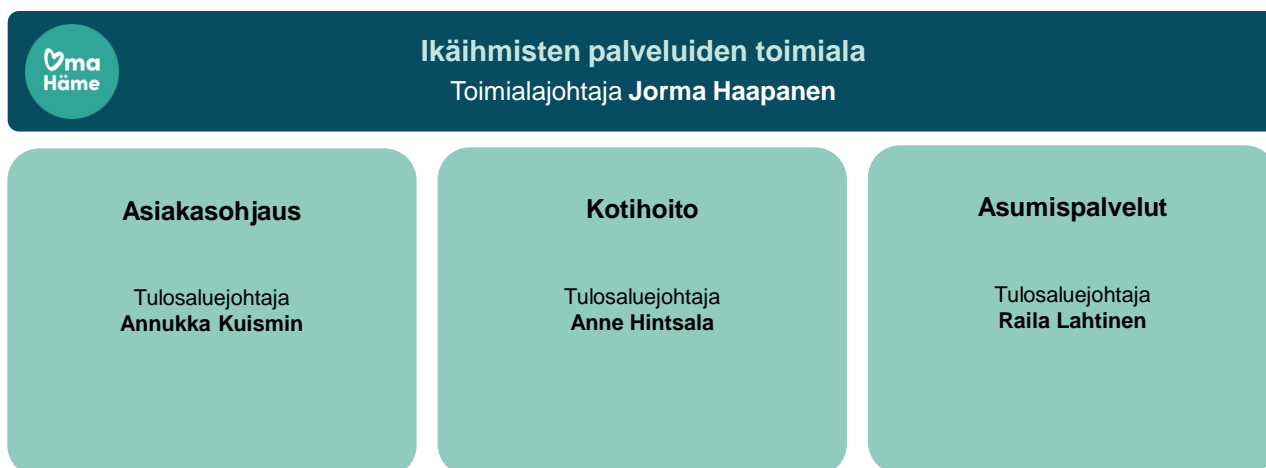 Oma
Häme
Ikäihmisten palveluiden toimiala
Toimialajohtaja Jorma Haapanen
Asiakasohjaus
Tulosaluejohtaja
Annukka Kuismin
Kotihoito
Tulosaluejohtaja
Anne Hintsala
Asumispalvelut
Tulosaluejohtaja
Raila Lahtinen